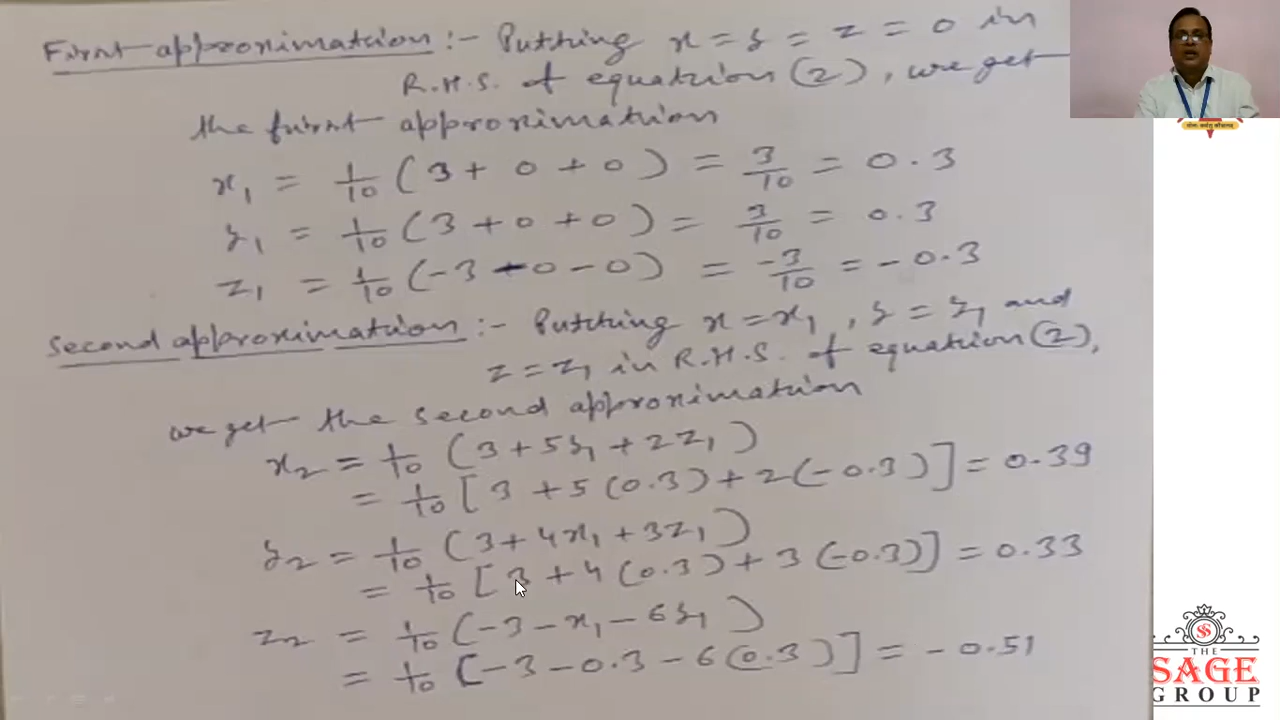 First approximation :- Putting x = y = z = 0 in
R.H.S. of equation (2), we get
the first approximation
x₁ = 1/10 (3 + 0 + 0) = 3/10 = 0.3
y₁ = 1/10 (3 + 0 + 0) = 3/10 = 0.3
z₁ = 1/10 (-3 - 0 - 0) = -3/10 = -0.3
Second approximation :- Putting x = x₁, y = y₁ and
z = z₁ in R.H.S. of equation (2),
we get the second approximation
x₂ = 1/10 (3 + 5y₁ + 2z₁)
= 1/10 [3 + 5(0.3) + 2(-0.3)] = 0.39
y₂ = 1/10 (3 + 4x₁ + 3z₁)
= 1/10 [3 + 4(0.3) + 3(-0.3)] = 0.33
z₂ = 1/10 (-3 - x₁ - 6y₁)
= 1/10 [-3 - 0.3 - 6(0.3)] = -0.51
THE
SAGE
GROUP